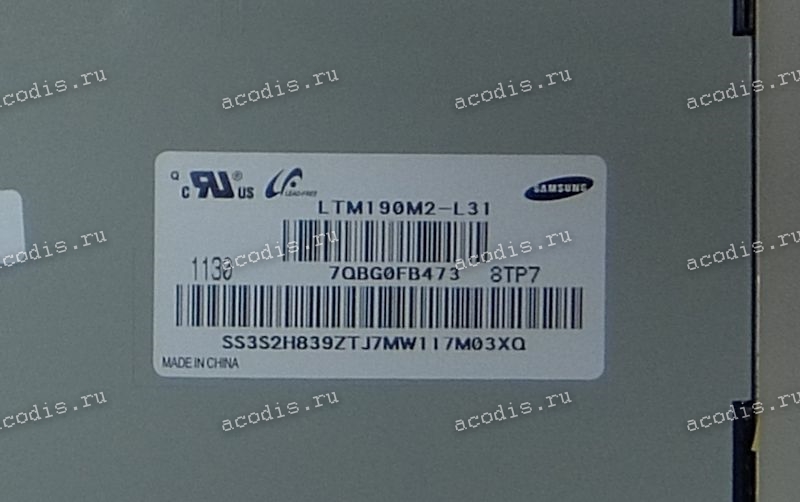 Q
c RU ® US LEAD-FREE SAMSUNG
LTM190M2-L31
1130 7QBG0FB473 8TP7
SS3S2H839ZTJ7MW117M03XQ
MADE IN CHINA
acodis.ru
acodis.ru
acodis.ru
acodis.ru
acodis.ru
acodis.ru
acodis.ru
acodis.ru
acodis.ru
acodis.ru
acodis.ru
acodis.ru